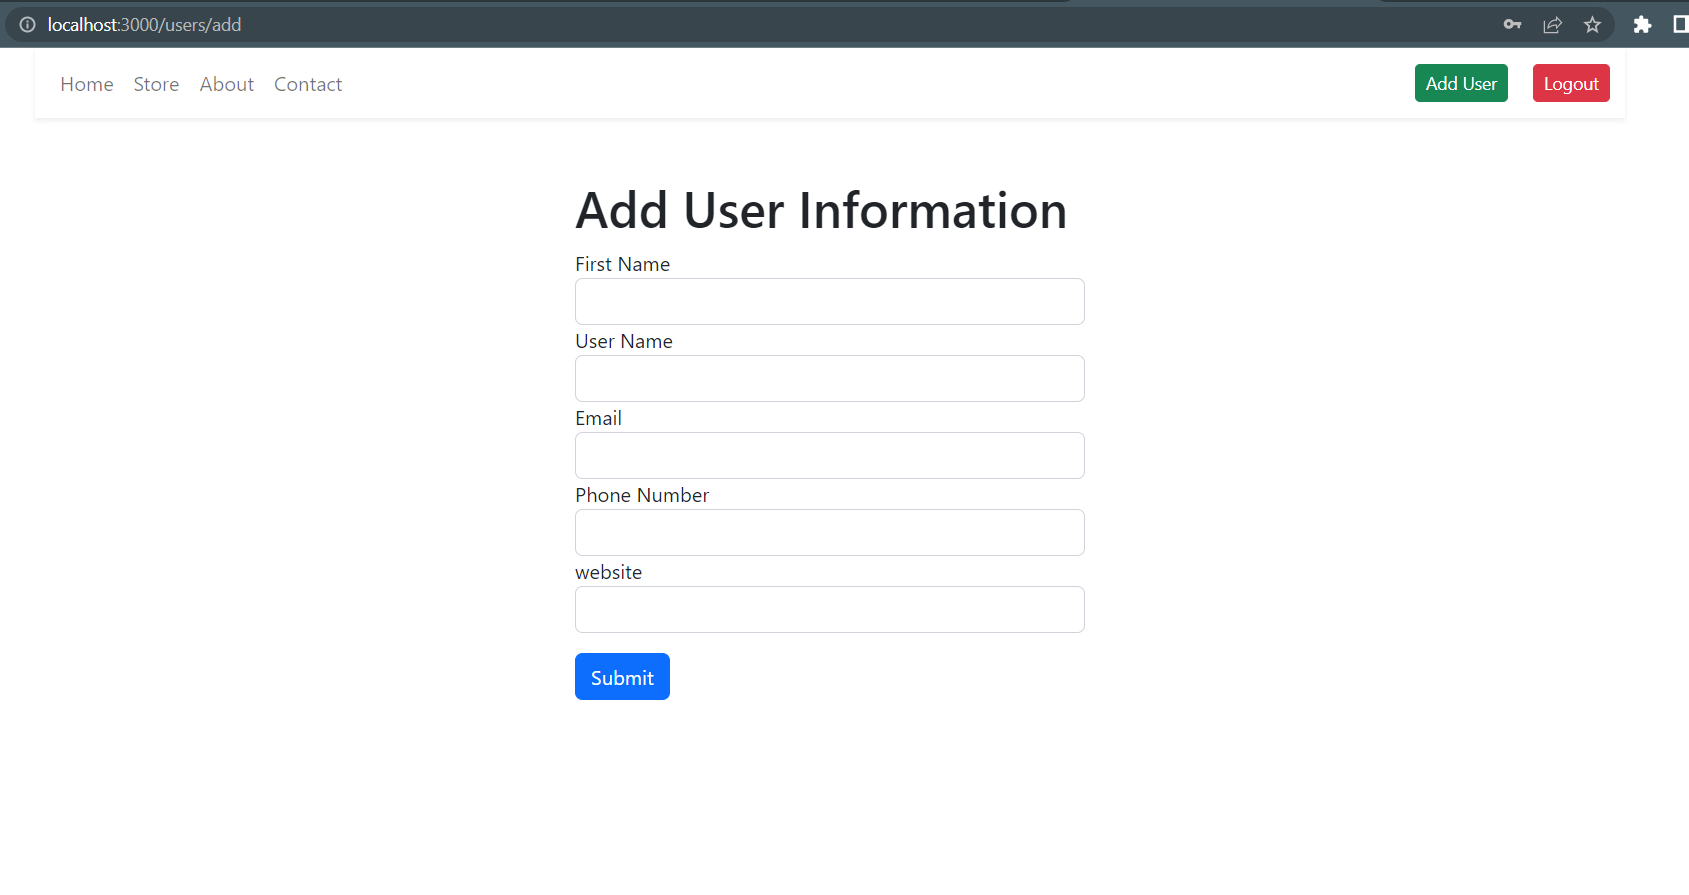 localhost:3000/users/add
Home Store About Contact Add User Logout
Add User Information
First Name
User Name
Email
Phone Number
website
Submit